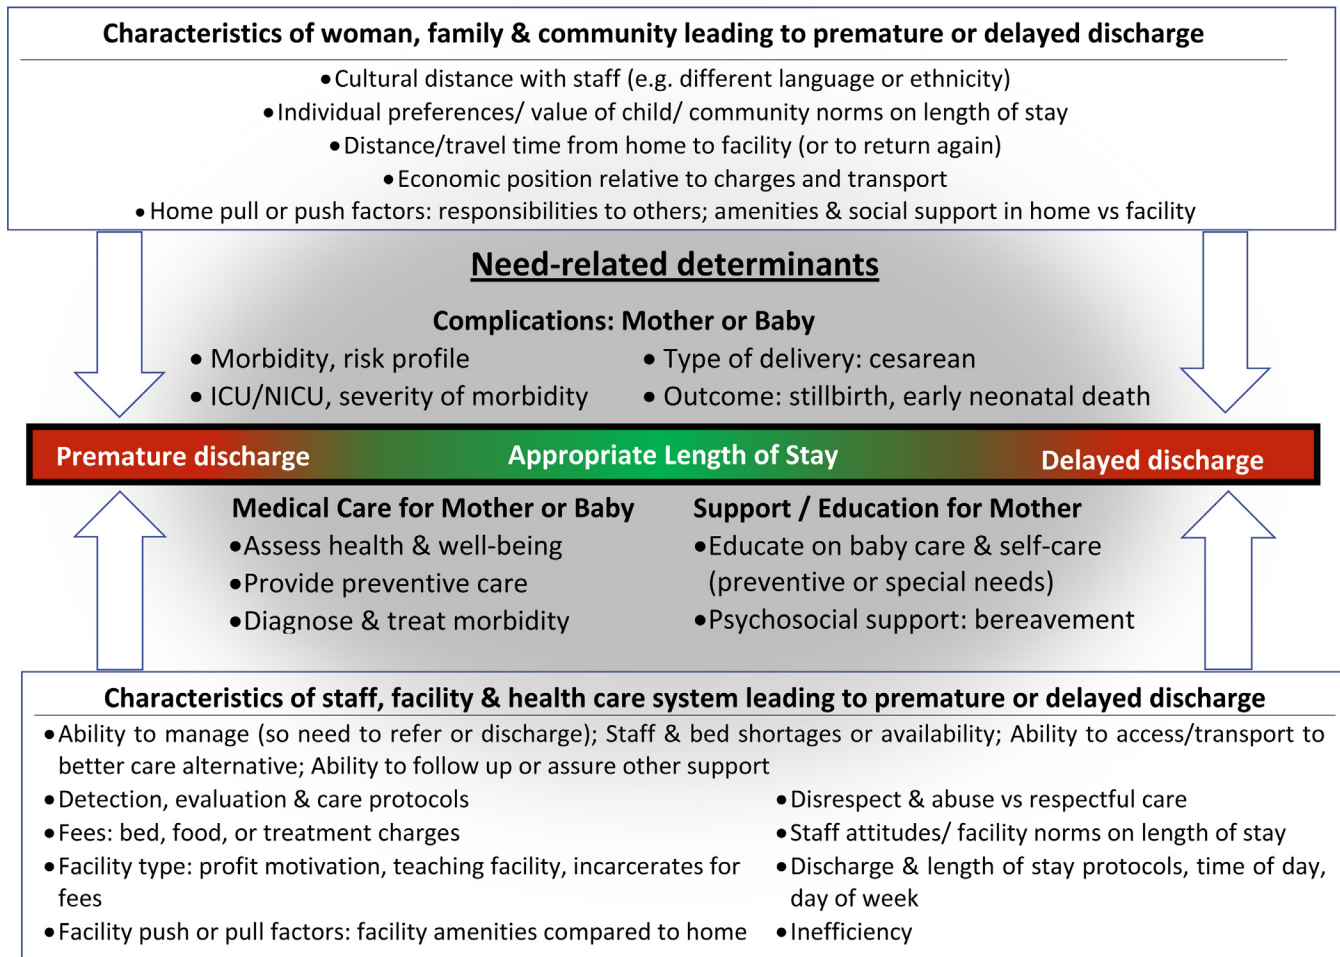 Characteristics of woman, family & community leading to premature or delayed discharge
•Cultural distance with staff (e.g. different language or ethnicity)
•Individual preferences/ value of child/ community norms on length of stay
•Distance/travel time from home to facility (or to return again)
•Economic position relative to charges and transport
• Home pull or push factors: responsibilities to others; amenities & social support in home vs facility
Need-related determinants
Complications: Mother or Baby
• Morbidity, risk profile
• ICU/NICU, severity of morbidity
• Type of delivery: cesarean
• Outcome: stillbirth, early neonatal death
Premature discharge
Appropriate Length of Stay
Delayed discharge
Medical Care for Mother or Baby
•Assess health & well-being
•Provide preventive care
•Diagnose & treat morbidity
Support / Education for Mother
•Educate on baby care & self-care
(preventive or special needs)
•Psychosocial support: bereavement
Characteristics of staff, facility & health care system leading to premature or delayed discharge
•Ability to manage (so need to refer or discharge); Staff & bed shortages or availability; Ability to access/transport to
better care alternative; Ability to follow up or assure other support
•Detection, evaluation & care protocols
•Fees: bed, food, or treatment charges
•Facility type: profit motivation, teaching facility, incarcerates for
fees
•Facility push or pull factors: facility amenities compared to home
•Disrespect & abuse vs respectful care
•Staff attitudes/ facility norms on length of stay
•Discharge & length of stay protocols, time of day,
day of week
•Inefficiency